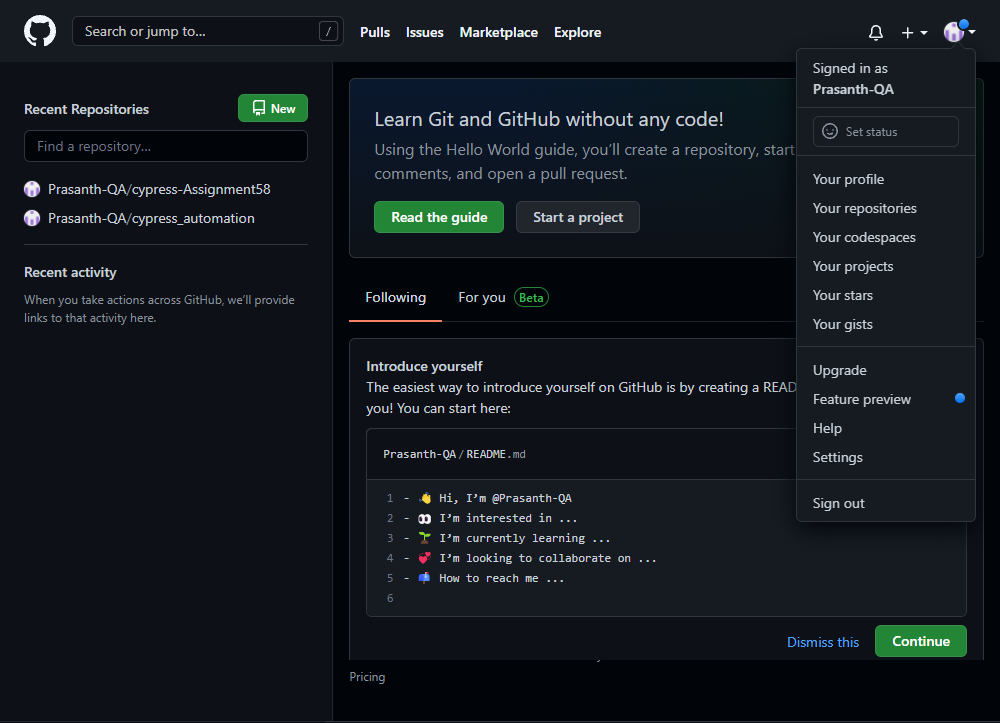 Search or jump to...
/
Pulls
Issues
Marketplace
Explore
Recent Repositories
New
Find a repository...
Prasanth-QA/cypress-Assignment58
Prasanth-QA/cypress_automation
Recent activity
When you take actions across GitHub, we'll provide
links to that activity here.
Learn Git and GitHub without any code!
Using the Hello World guide, you'll create a repository, start
comments, and open a pull request.
Read the guide
Start a project
Following
For you
Beta
Introduce yourself
The easiest way to introduce yourself on GitHub is by creating a READ
you! You can start here:
Prasanth-QA/README.md
1 - 👋 Hi, I'm @Prasanth-QA
2 - 👀 I'm interested in ...
3 - 🌱 I'm currently learning ...
4 - 💞️ I'm looking to collaborate on ...
5 - 📫 How to reach me ...
6
Dismiss this
Continue
Pricing
Signed in as
Prasanth-QA
Set status
Your profile
Your repositories
Your codespaces
Your projects
Your stars
Your gists
Upgrade
Feature preview
Help
Settings
Sign out